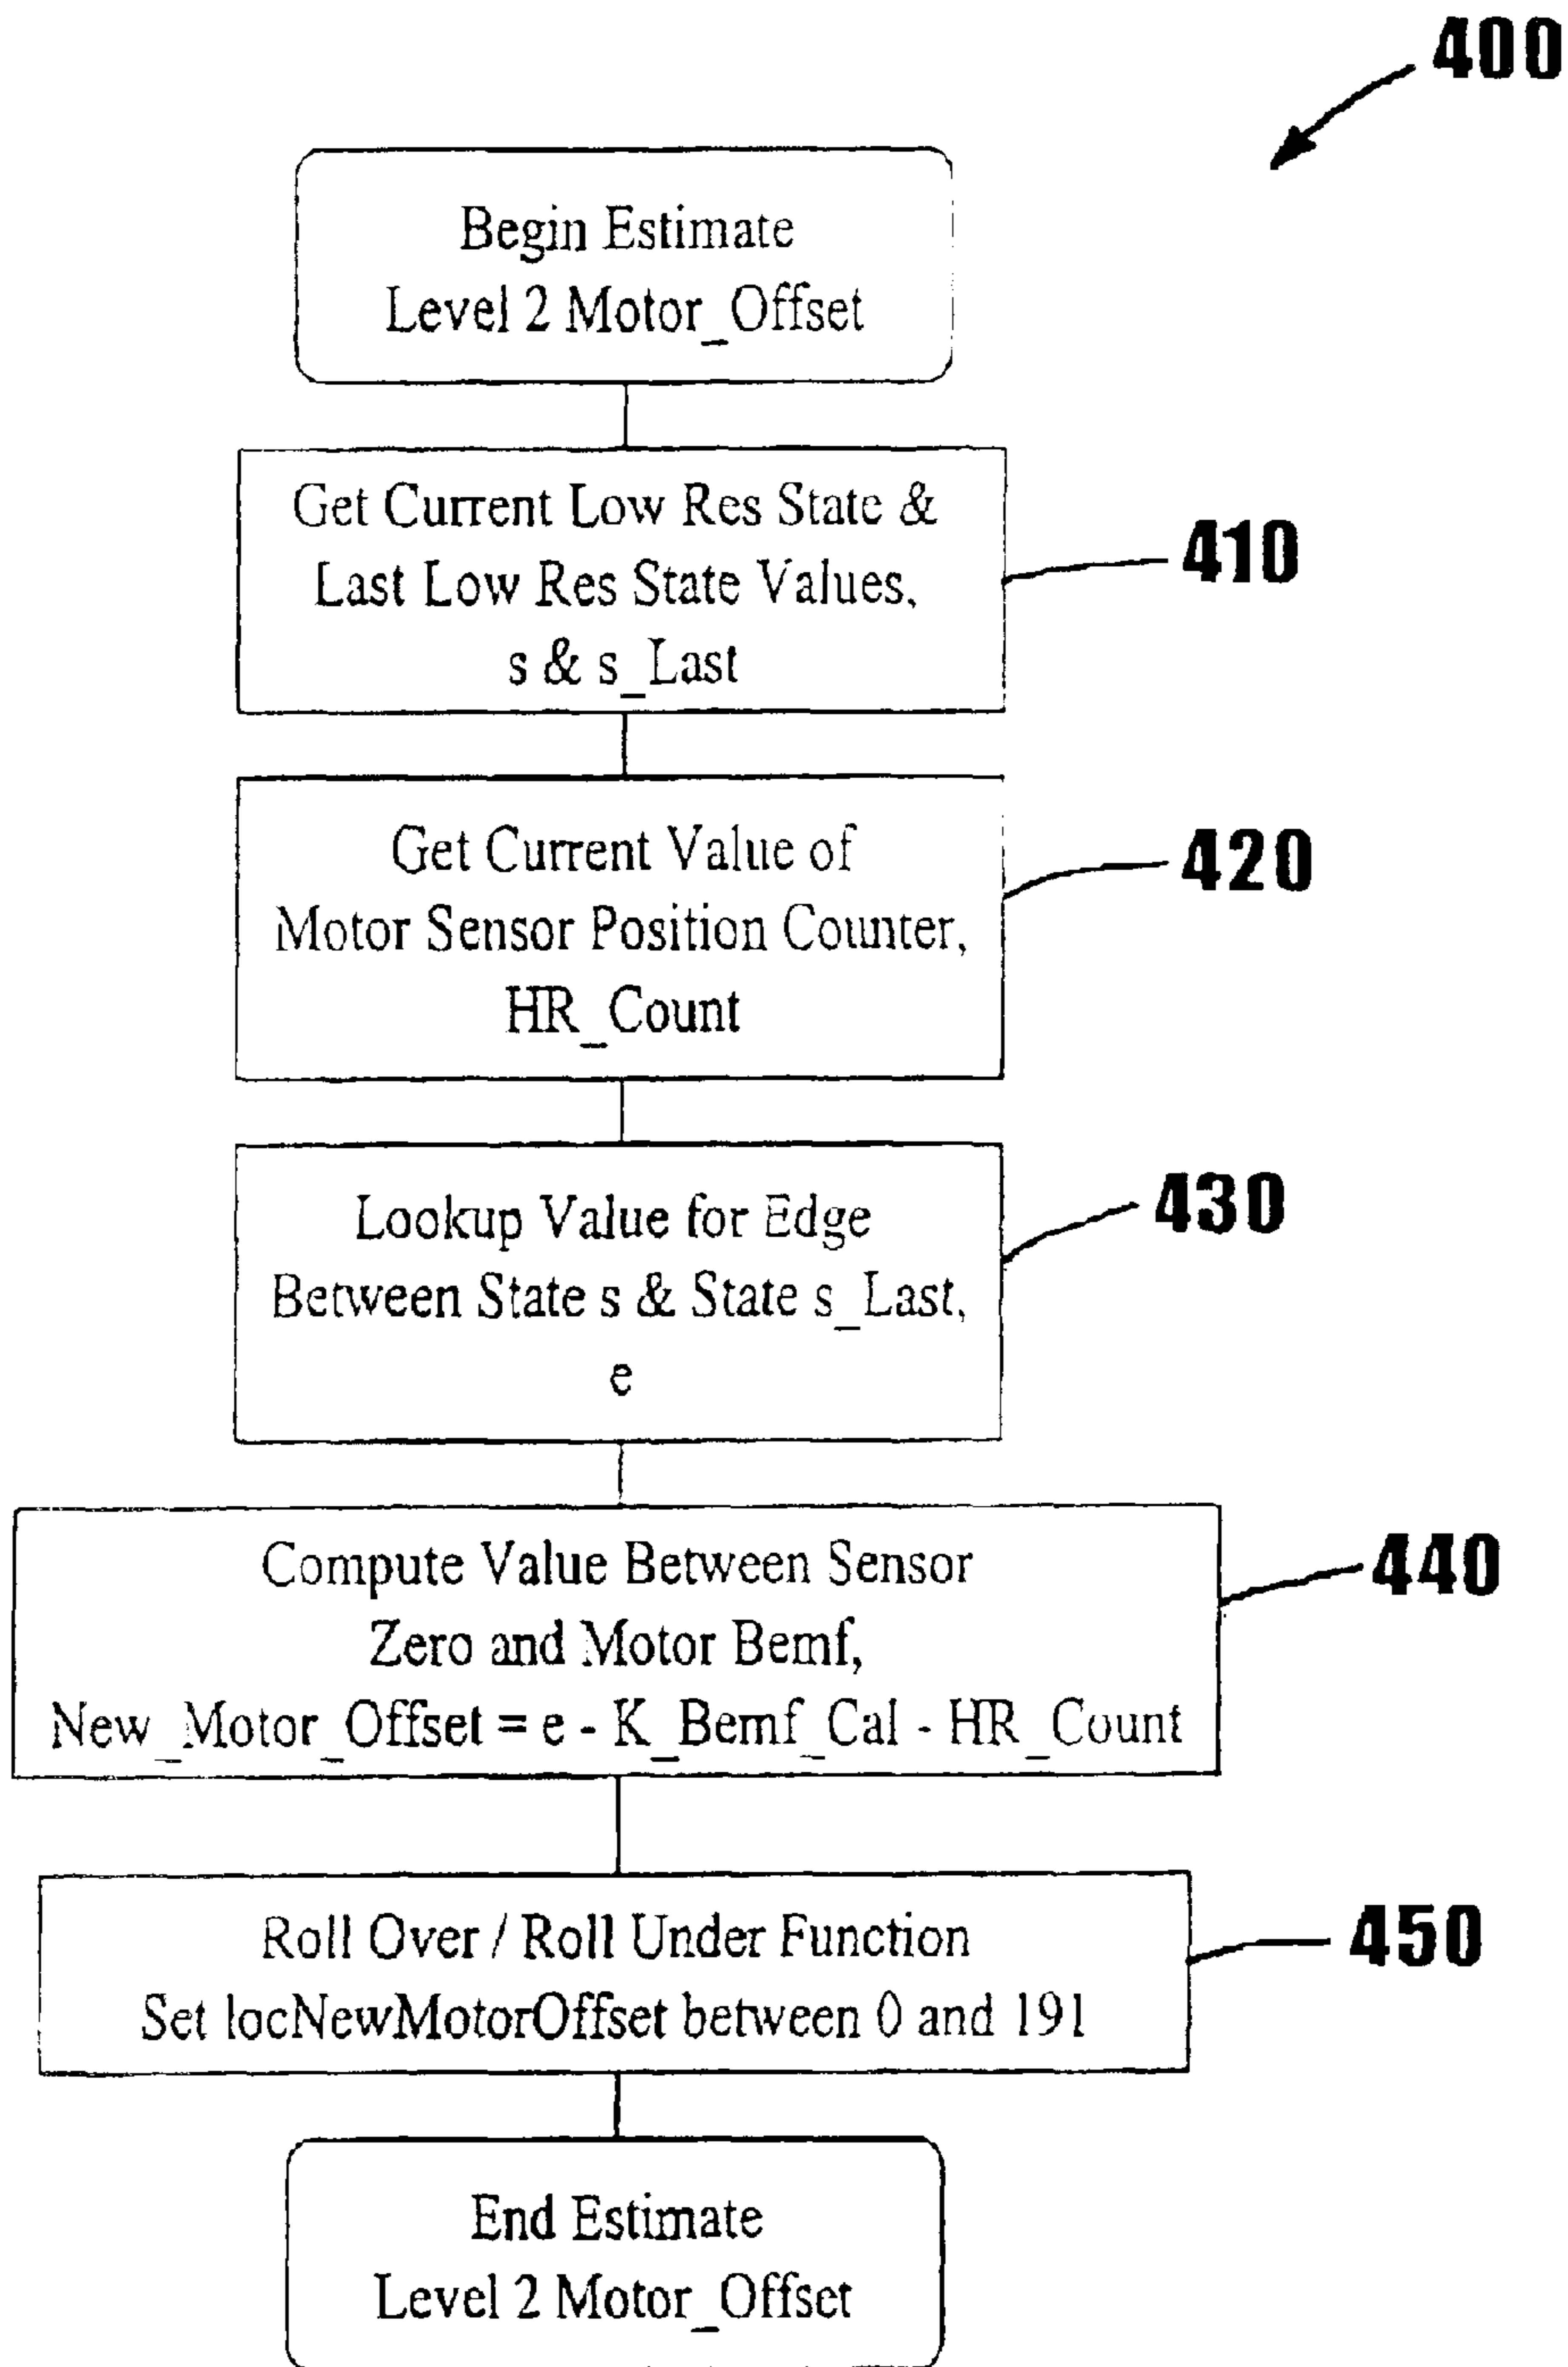 400
Begin Estimate
Level 2 Motor_Offset
Get Current Low Res State &
Last Low Res State Values,
s & s_Last
410
Get Current Value of
Motor Sensor Position Counter,
HR_Count
420
Lookup Value for Edge
Between State s & State s_Last,
e
430
Compute Value Between Sensor
Zero and Motor Bemf,
New_Motor_Offset = e - K_Bemf_Cal - HR_Count
440
Roll Over / Roll Under Function
Set locNewMotorOffset between 0 and 191
450
End Estimate
Level 2 Motor_Offset